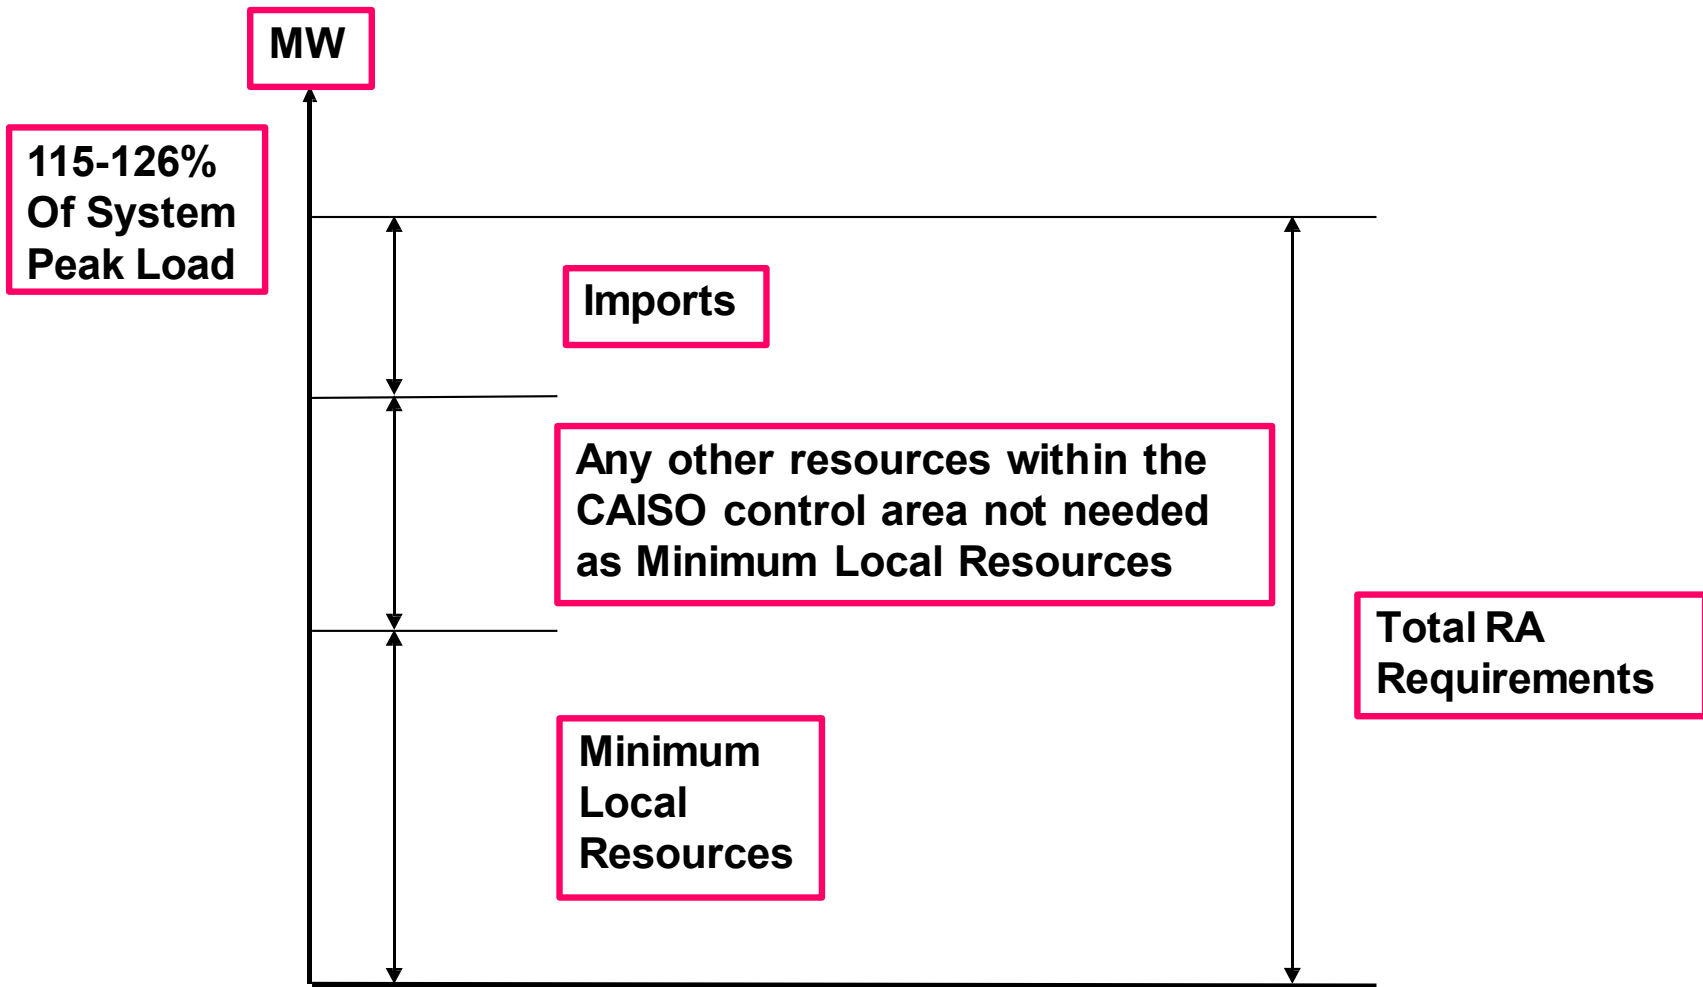 MW
115-126%
Of System
Peak Load
Imports
Any other resources within the
CAISO control area not needed
as Minimum Local Resources
Total RA
Requirements
Minimum
Local
Resources